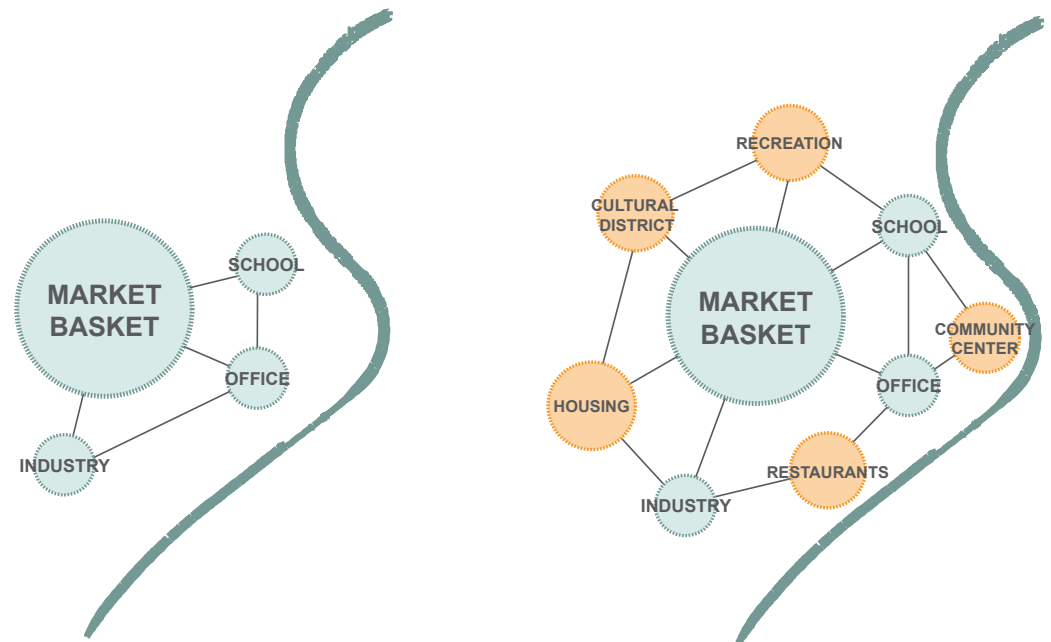 SCHOOL
MARKET
BASKET
OFFICE
INDUSTRY
RECREATION
CULTURAL
DISTRICT
SCHOOL
MARKET
BASKET
COMMUNITY
CENTER
OFFICE
HOUSING
RESTAURANTS
INDUSTRY